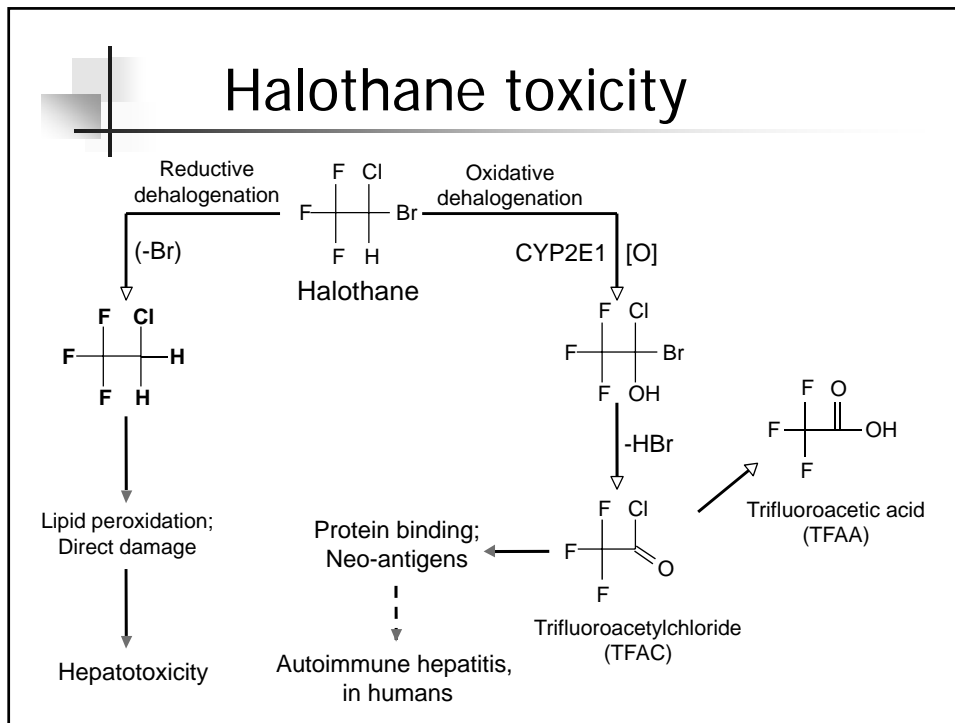 Halothane toxicity
Reductive
dehalogenation
F Cl
F Br
F H
Halothane
Oxidative
dehalogenation
(-Br)
CYP2E1 [O]
F Cl
F H
F H
F Cl
F Br
F OH
-HBr
Lipid peroxidation;
Direct damage
Hepatotoxicity
Protein binding;
Neo-antigens
Autoimmune hepatitis,
in humans
F Cl
F
O
F
Trifluoroacetylchloride
(TFAC)
F O
F OH
F
Trifluoroacetic acid
(TFAA)